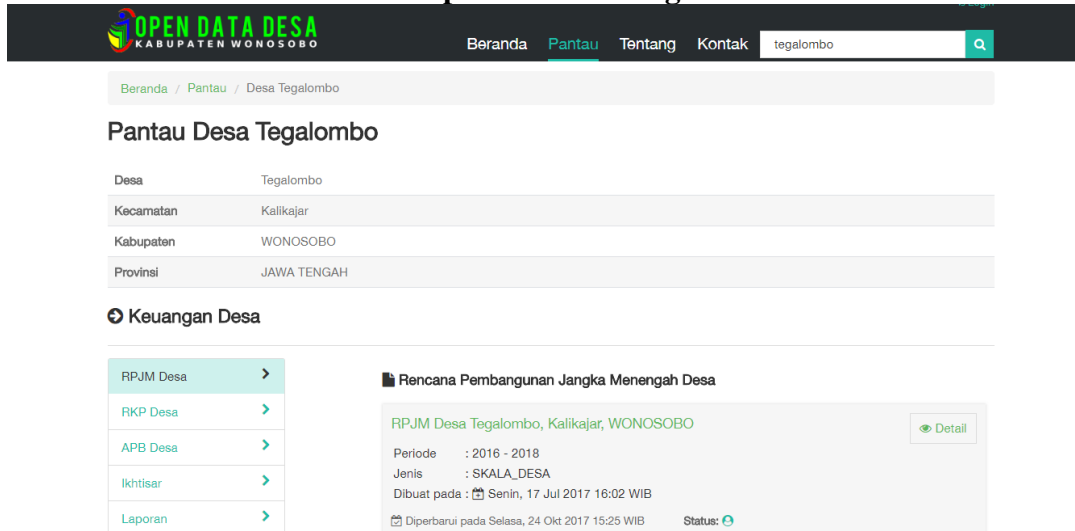 Login
OPEN DATA DESA
KABUPATEN WONOSOBO
Beranda Pantau Tentang Kontak tegalombo
Beranda / Pantau / Desa Tegalombo
Pantau Desa Tegalombo
Desa Tegalombo
Kecamatan Kalikajar
Kabupaten WONOSOBO
Provinsi JAWA TENGAH
Keuangan Desa
RPJM Desa
RKP Desa
APB Desa
Ikhtisar
Laporan
Rencana Pembangunan Jangka Menengah Desa
RPJM Desa Tegalombo, Kalikajar, WONOSOBO
Detail
Periode : 2016 - 2018
Jenis : SKALA_DESA
Dibuat pada : Senin, 17 Jul 2017 16:02 WIB
Diperbarui pada Selasa, 24 Okt 2017 15:25 WIB Status: